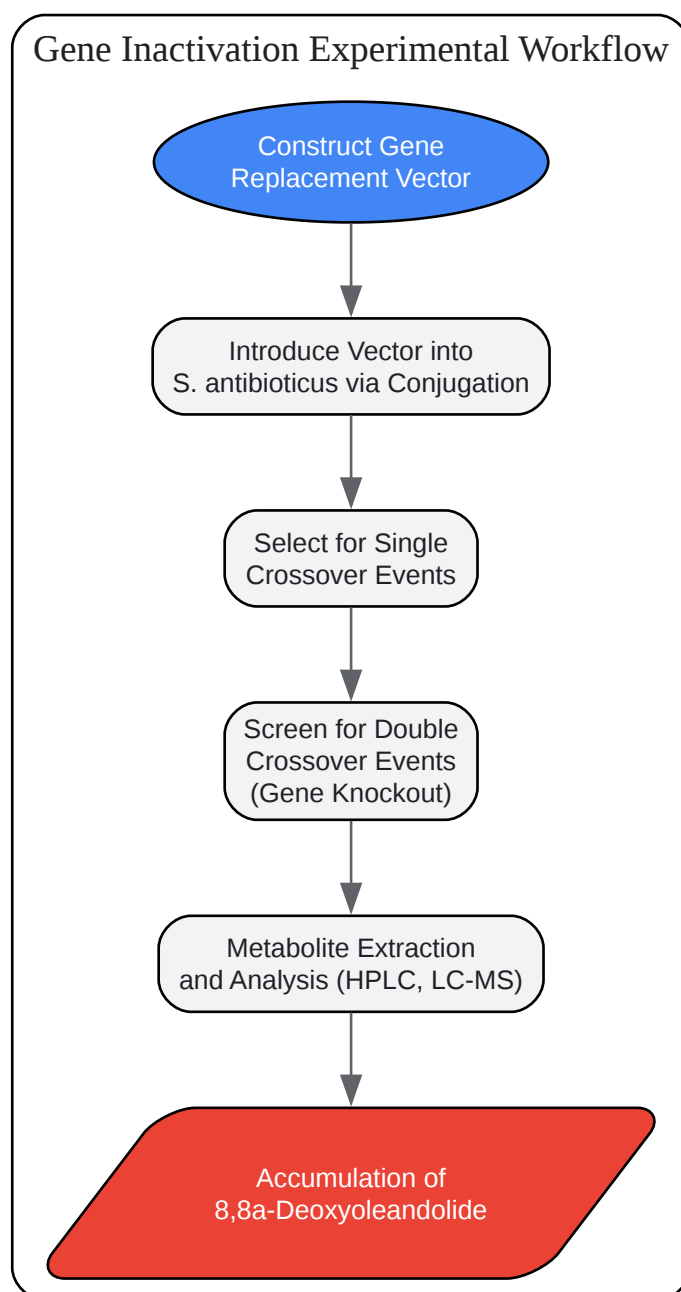 Gene Inactivation Experimental Workflow
Construct Gene
Replacement Vector
Introduce Vector into
S. antibioticus via Conjugation
Select for Single
Crossover Events
Screen for Double
Crossover Events
(Gene Knockout)
Metabolite Extraction
and Analysis (HPLC, LC-MS)
Accumulation of
8,8a-Deoxyoleandolide